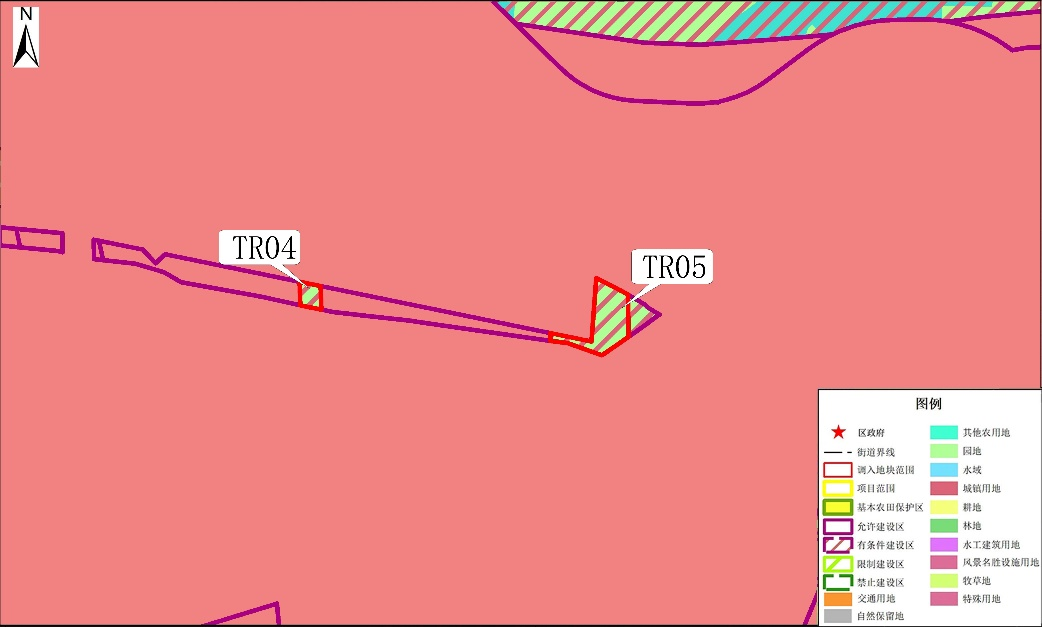 N
TR04
TR05
图例
区政府
街道界线
调入地块范围
项目范围
基本农田保护区
允许建设区
有条件建设区
限制建设区
禁止建设区
交通用地
自然保留地
其他农用地
园地
水域
城镇用地
耕地
林地
水工建筑用地
风景名胜设施用地
牧草地
特殊用地